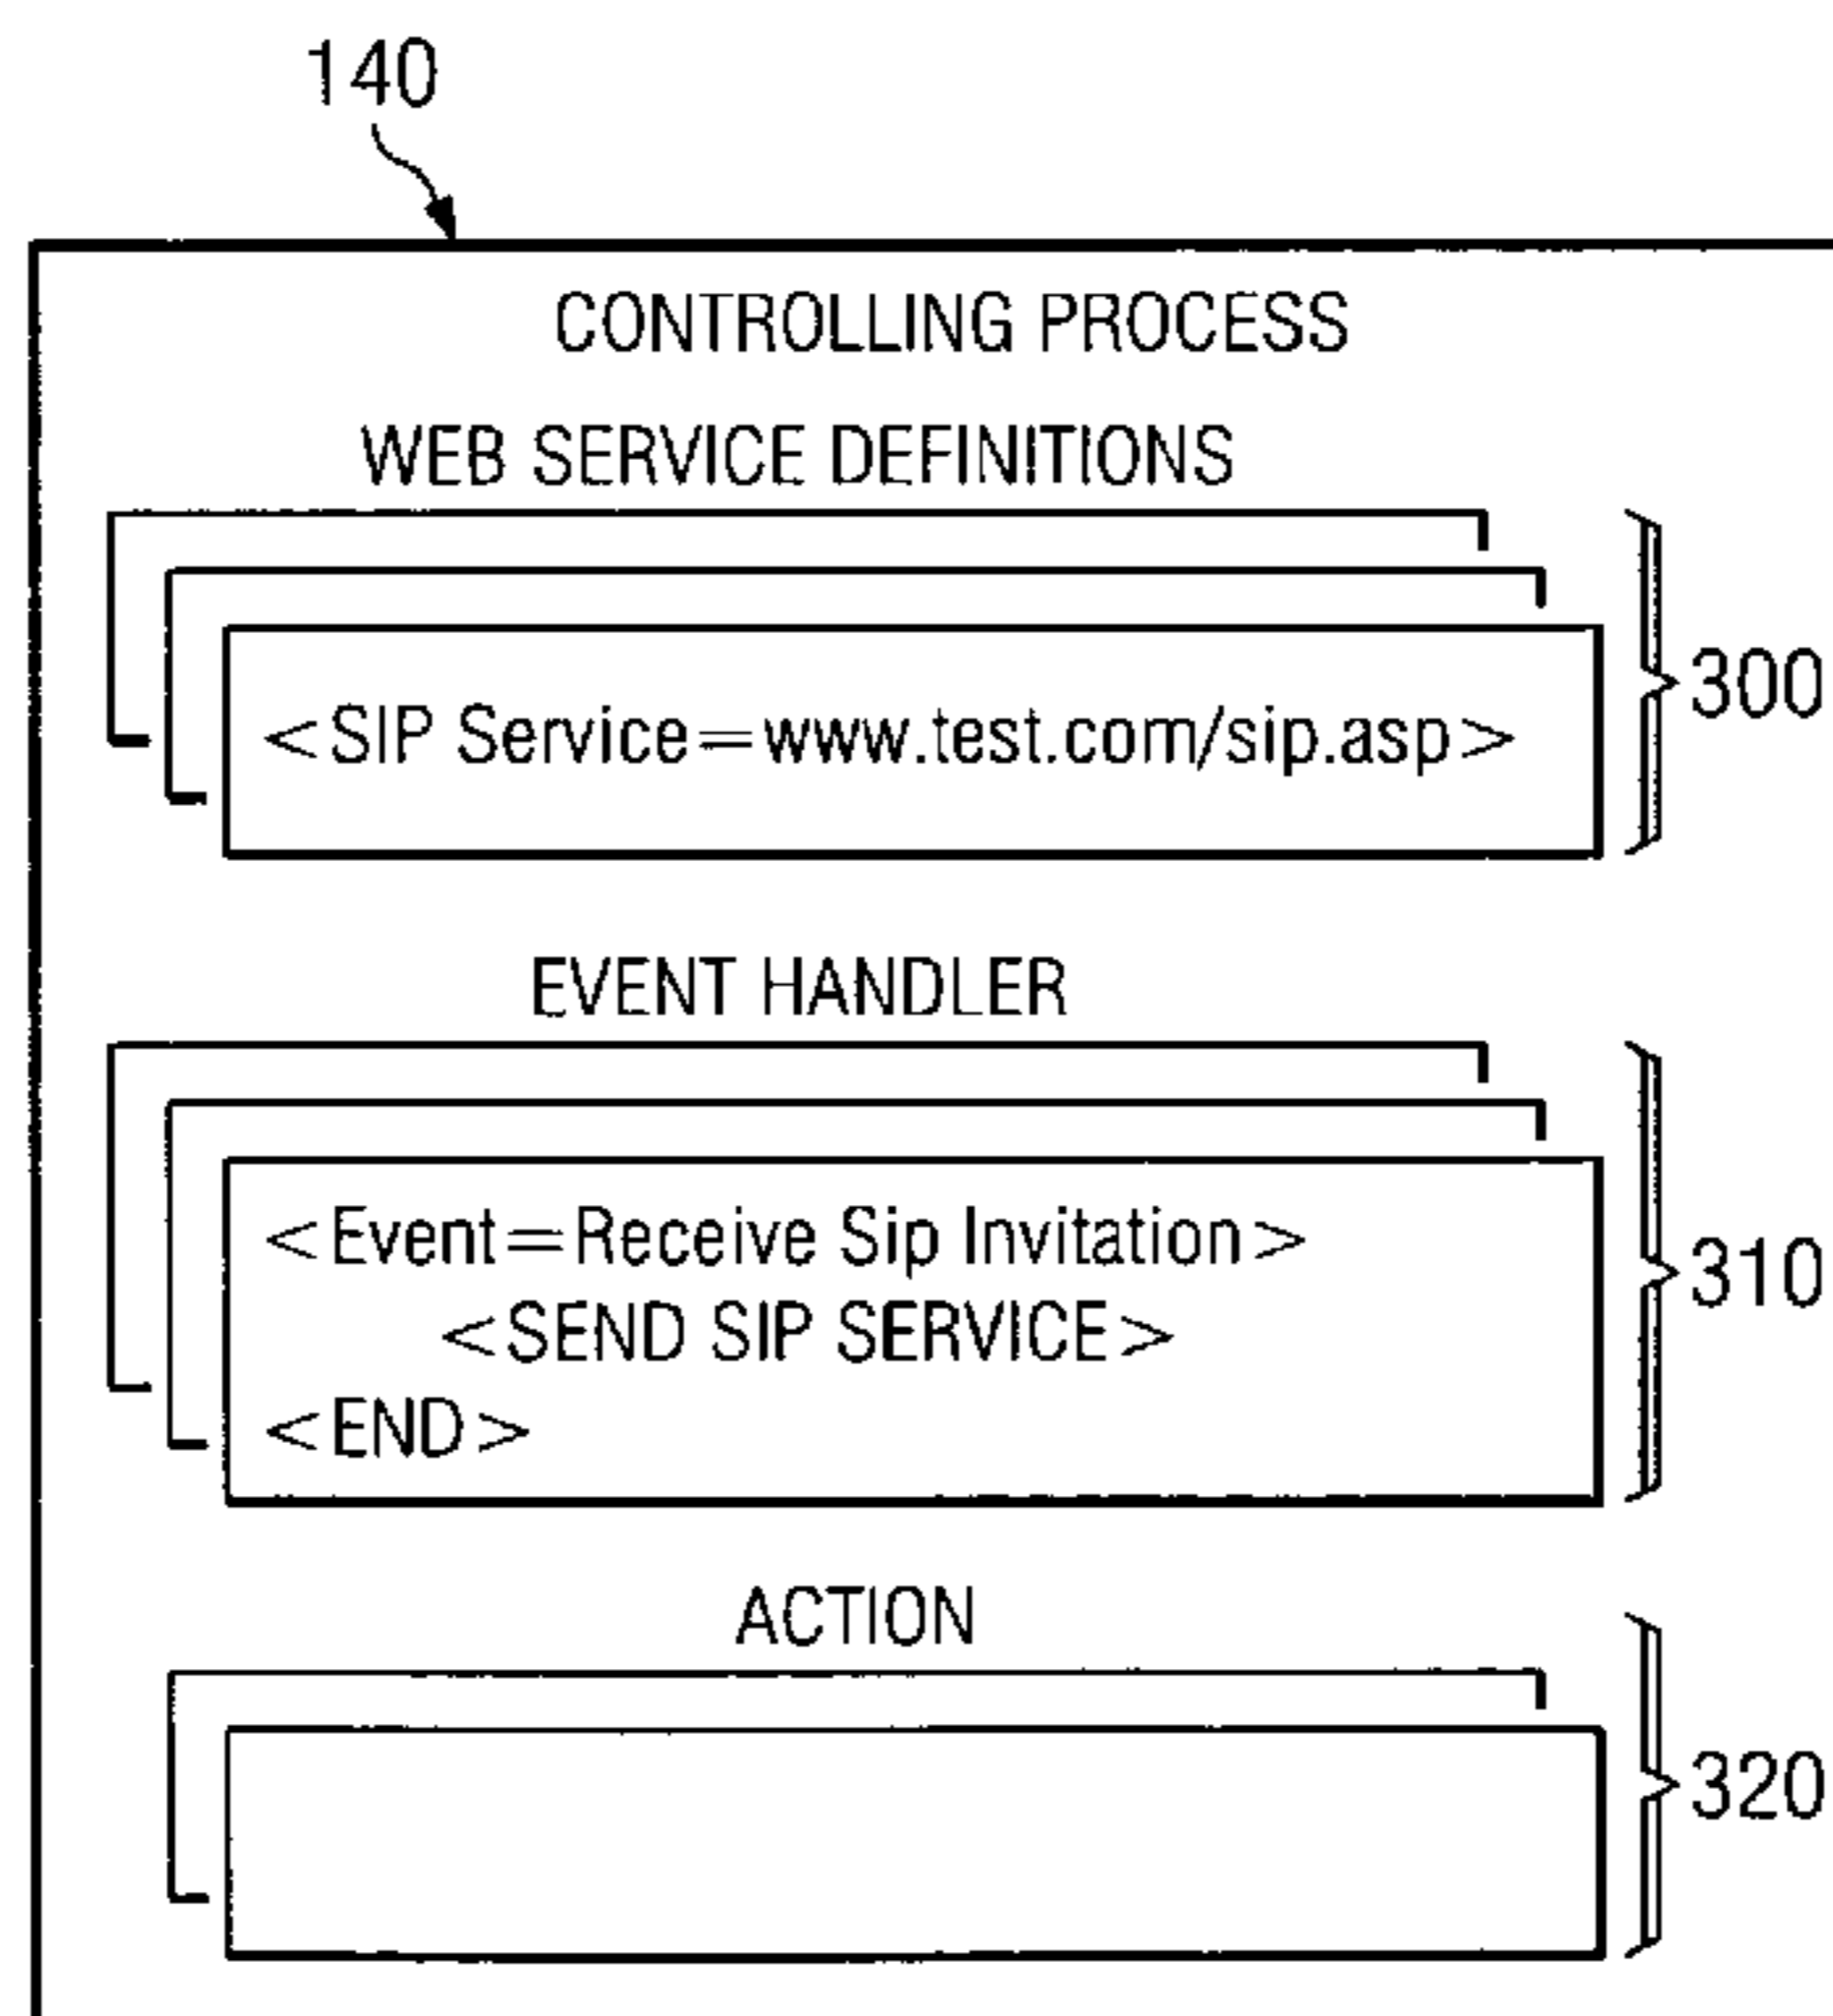 140
CONTROLLING PROCESS
WEB SERVICE DEFINITIONS
<SIP Service=www.test.com/sip.asp>
300
EVENT HANDLER
<Event=Receive Sip Invitation>
<SEND SIP SERVICE>
<END>
310
ACTION
320